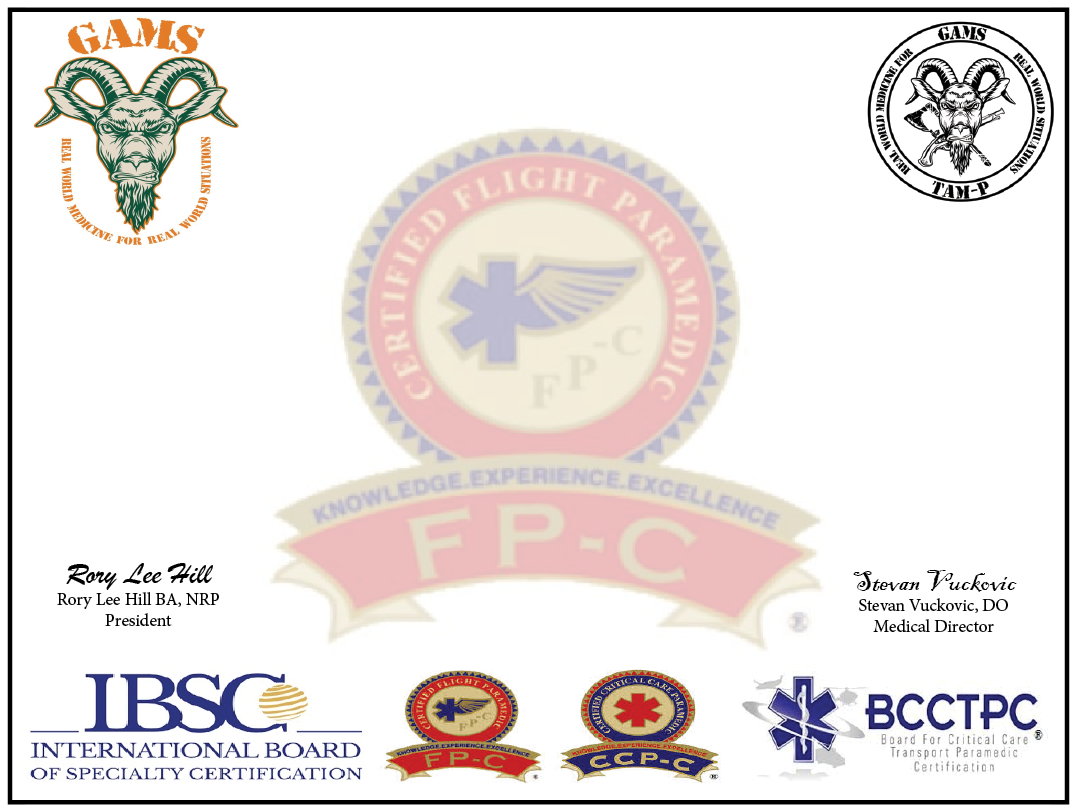 GAMS
REAL WORLD MEDICINE FOR REAL WORLD SITUATIONS
GAMS
REAL WORLD MEDICINE FOR
REAL WORLD SITUATIONS
TAM-P
CERTIFIED FLIGHT PARAMEDIC
FP-C
KNOWLEDGE.EXPERIENCE.EXCELLENCE
FP-C
®
Rory Lee Hill
Rory Lee Hill BA, NRP
President
Stevan Vuckovic
Stevan Vuckovic, DO
Medical Director
IBSC
INTERNATIONAL BOARD
OF SPECIALTY CERTIFICATION
CERTIFIED FLIGHT PARAMEDIC
FP-C
KNOWLEDGE.EXPERIENCE.EXCELLENCE
FP-C
®
CERTIFIED CRITICAL CARE PARAMEDIC
KNOWLEDGE.EXPERIENCE.EXCELLENCE
CCP-C
®
BCCTPC®
Board For Critical Care
Transport Paramedic
Certification